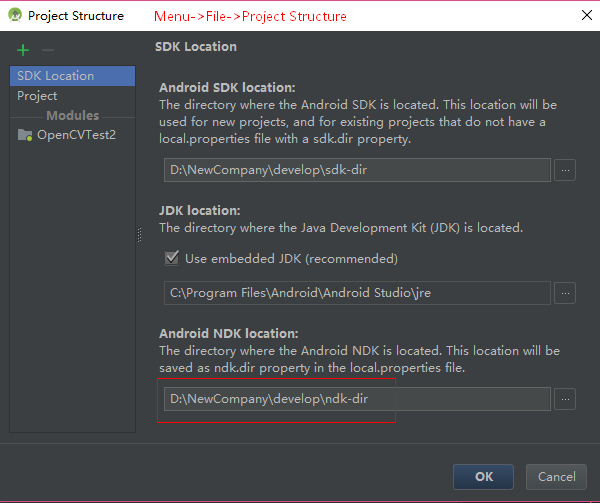 Project Structure
Menu->File->Project Structure
SDK Location
Project
Modules
OpenCVTest2
SDK Location
Android SDK location:
The directory where the Android SDK is located. This location will be
used for new projects, and for existing projects that do not have a
local.properties file with a sdk.dir property.
D:\NewCompany\develop\sdk-dir
...
JDK location:
The directory where the Java Development Kit (JDK) is located.
Use embedded JDK (recommended)
C:\Program Files\Android\Android Studio\jre
...
Android NDK location:
The directory where the Android NDK is located. This location will be
saved as ndk.dir property in the local.properties file.
D:\NewCompany\develop\ndk-dir
...
OK
Cancel